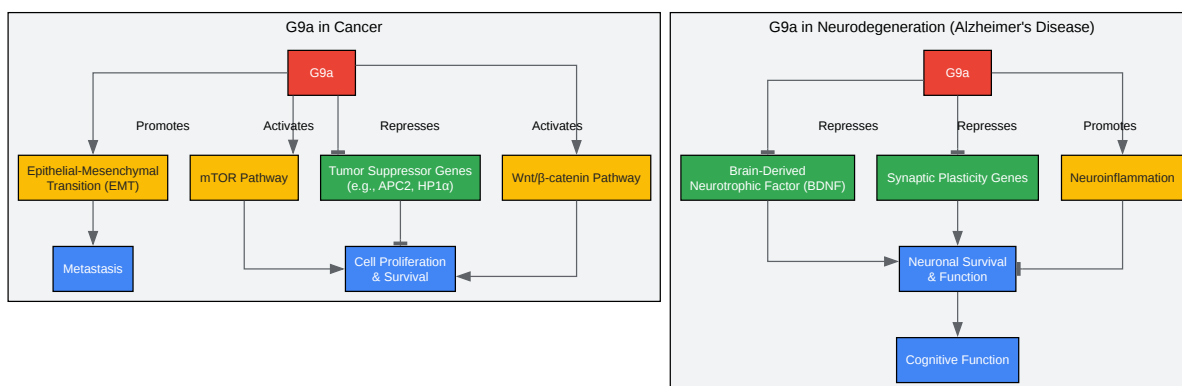 G9a in Cancer
G9a
Promotes
Activates
Represses
Activates
Epithelial-Mesenchymal
Transition (EMT)
mTOR Pathway
Tumor Suppressor Genes
(e.g., APC2, HP1α)
Wnt/β-catenin Pathway
Metastasis
Cell Proliferation
& Survival
G9a in Neurodegeneration (Alzheimer's Disease)
G9a
Represses
Represses
Promotes
Brain-Derived
Neurotrophic Factor (BDNF)
Synaptic Plasticity Genes
Neuroinflammation
Neuronal Survival
& Function
Cognitive Function